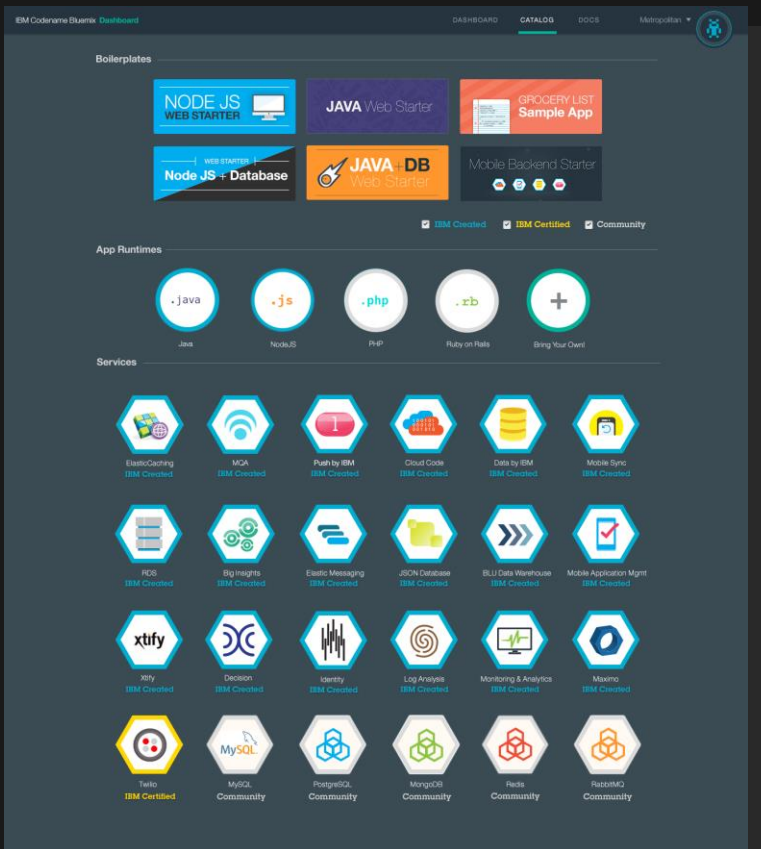 IBM Codename Bluemix Dashboard
DASHBOARD CATALOG DOCS Metropolitan
Boilerplates
NODE JS
WEB STARTER
JAVA Web Starter
GROCERY LIST
Sample App
WEB STARTER
Node JS + Database
JAVA+DB
Web Starter
Mobile Backend Starter
IBM Created IBM Certified Community
App Runtimes
.java .js .php .rb +
Java NodeJS PHP Ruby on Rails Bring Your Own!
Services
1
ElasticCaching MQA Push by IBM Cloud Code Data by IBM Mobile Sync
IBM Created IBM Created IBM Created IBM Created IBM Created IBM Created
RDS Big Insights Elastic Messaging JSON Database BLU Data Warehouse Mobile Application Mgmt
IBM Created IBM Created IBM Created IBM Created IBM Created IBM Created
xtify
Xtify Decision Identity Log Analysis Monitoring & Analytics Maximo
IBM Created IBM Created IBM Created IBM Created IBM Created IBM Created
MySQL
Twilio MySQL PostgreSQL MongoDB Redis RabbitMQ
IBM Certified Community Community Community Community Community